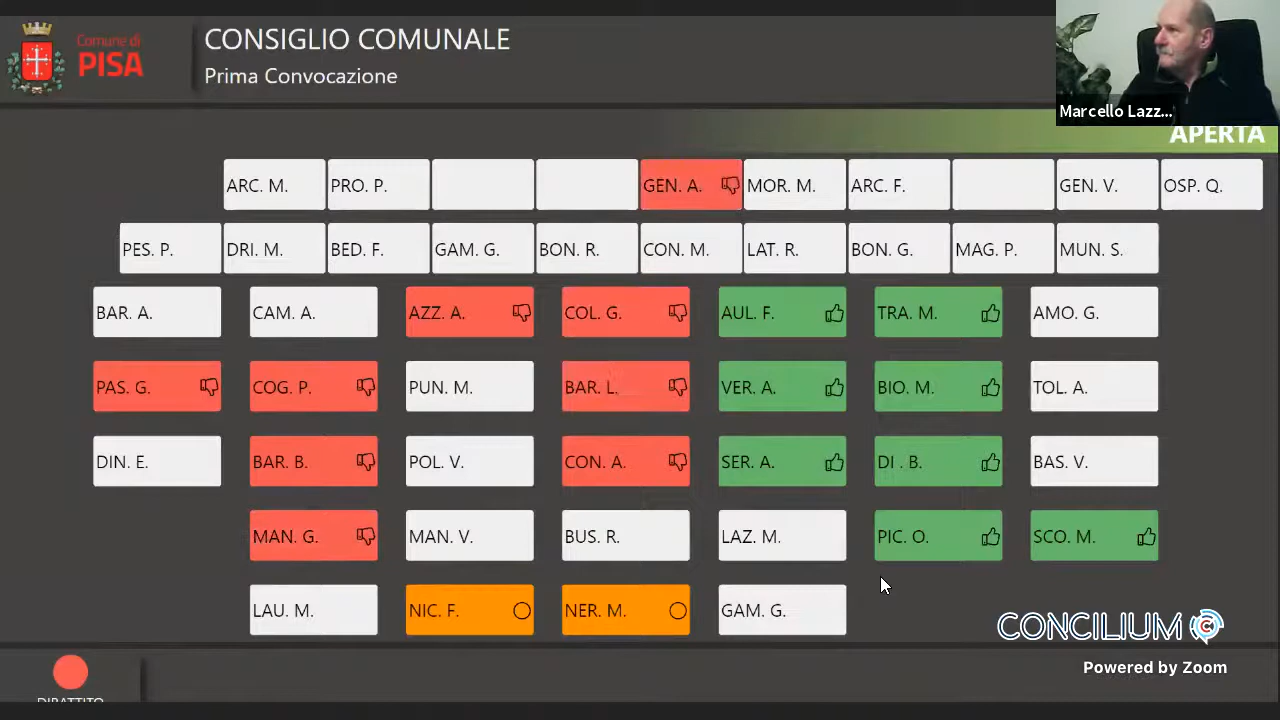 Comune di
PISA
CONSIGLIO COMUNALE
Prima Convocazione
Marcello Lazz...
APERTA
ARC. M.
PRO. P.
GEN. A.
MOR. M.
ARC. F.
GEN. V.
OSP. Q.
PES. P.
DRI. M.
BED. F.
GAM. G.
BON. R.
CON. M.
LAT. R.
BON. G.
MAG. P.
MUN. S.
BAR. A.
CAM. A.
AZZ. A.
COL. G.
AUL. F.
TRA. M.
AMO. G.
PAS. G.
COG. P.
PUN. M.
BAR. L.
VER. A.
BIO. M.
TOL. A.
DIN. E.
BAR. B.
POL. V.
CON. A.
SER. A.
DI . B.
BAS. V.
MAN. G.
MAN. V.
BUS. R.
LAZ. M.
PIC. O.
SCO. M.
LAU. M.
NIC. F.
NER. M.
GAM. G.
CONCILIUM
Powered by Zoom
DIBATTITO